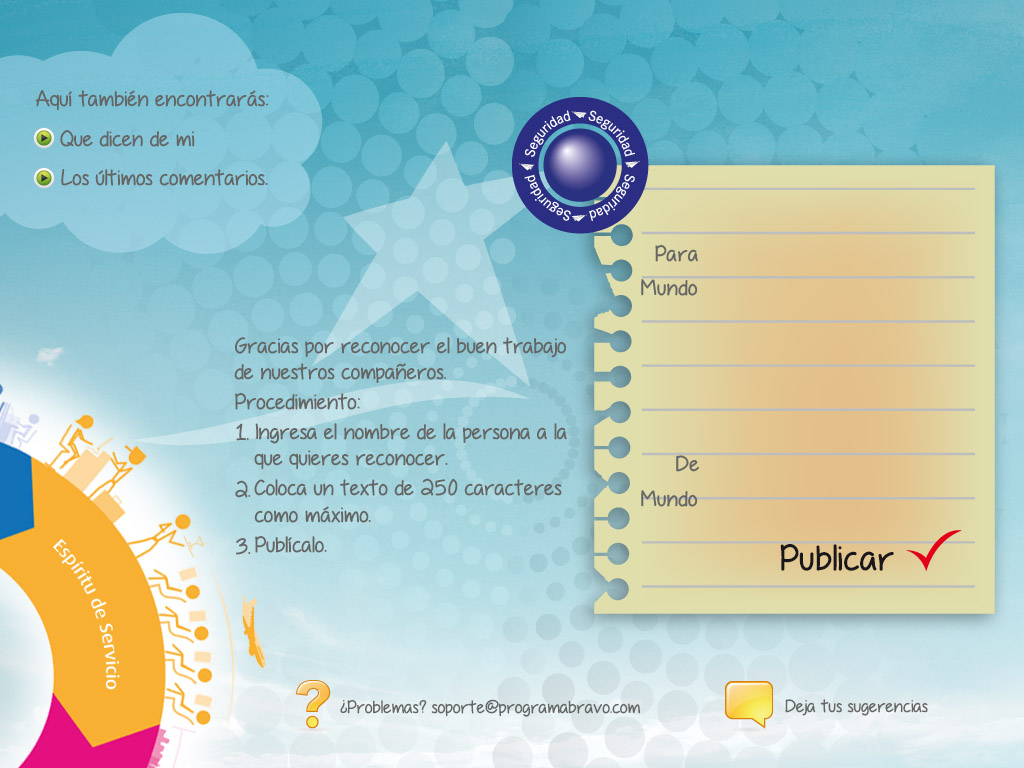 Aquí también encontrarás:
Que dicen de mi
Los últimos comentarios.
Seguridad Seguridad Seguridad Seguridad Seguridad
Para
Mundo
Gracias por reconocer el buen trabajo
de nuestros compañeros.
Procedimiento:
1. Ingresa el nombre de la persona a la
que quieres reconocer.
2. Coloca un texto de 250 caracteres
como máximo.
3. Publícalo.
De
Mundo
Publicar
Espíritu de Servicio
¿Problemas? soporte@programabravo.com
Deja tus sugerencias